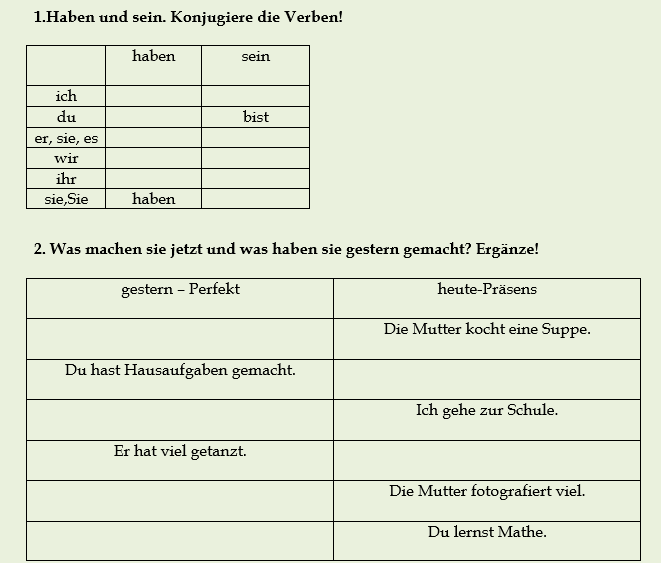 1.Haben und sein. Konjugiere die Verben!
haben sein
ich
du bist
er, sie, es
wir
ihr
sie,Sie haben
2. Was machen sie jetzt und was haben sie gestern gemacht? Ergänze!
gestern – Perfekt heute-Präsens
Die Mutter kocht eine Suppe.
Du hast Hausaufgaben gemacht.
Ich gehe zur Schule.
Er hat viel getanzt.
Die Mutter fotografiert viel.
Du lernst Mathe.